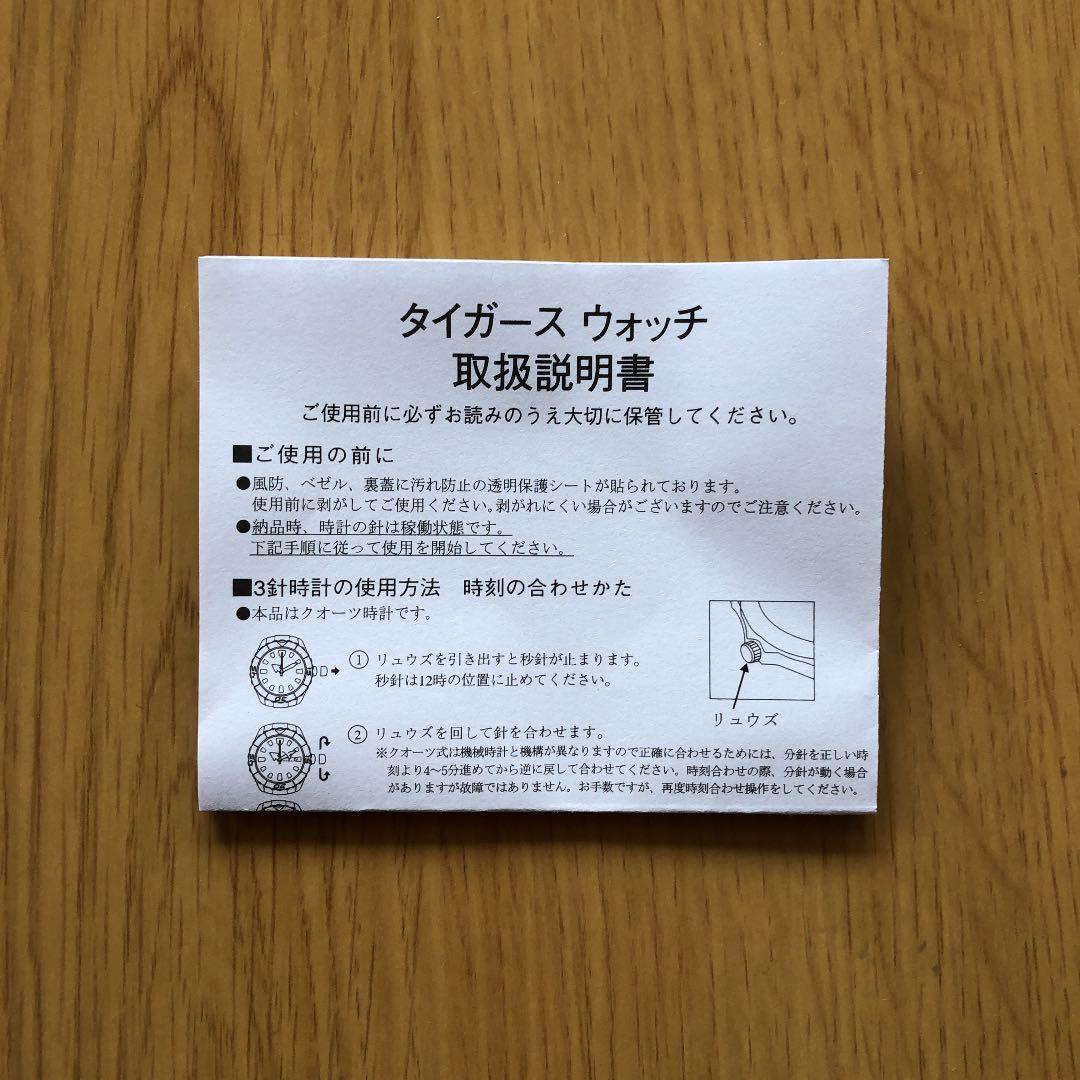 タイガース ウォッチ
取扱説明書
ご使用前に必ずお読みのうえ大切に保管してください。
■ご使用の前に
●風防、ベゼル、裏蓋に汚れ防止の透明保護シートが貼られております。
使用前に剥がしてご使用ください。剥がれにくい場合がございますのでご注意ください。
●納品時、時計の針は稼働状態です。
下記手順に従って使用を開始してください。
■3針時計の使用方法　時刻の合わせかた
●本品はクオーツ時計です。
① リュウズを引き出すと秒針が止まります。
秒針は12時の位置に止めてください。
リュウズ
② リュウズを回して針を合わせます。
※クオーツ式は機械時計と機構が異なりますので正確に合わせるためには、分針を正しい時
刻より4〜5分進めてから逆に戻して合わせてください。時刻合わせの際、分針が動く場合
がありますが故障ではありません。お手数ですが、再度時刻合わせ操作をしてください。